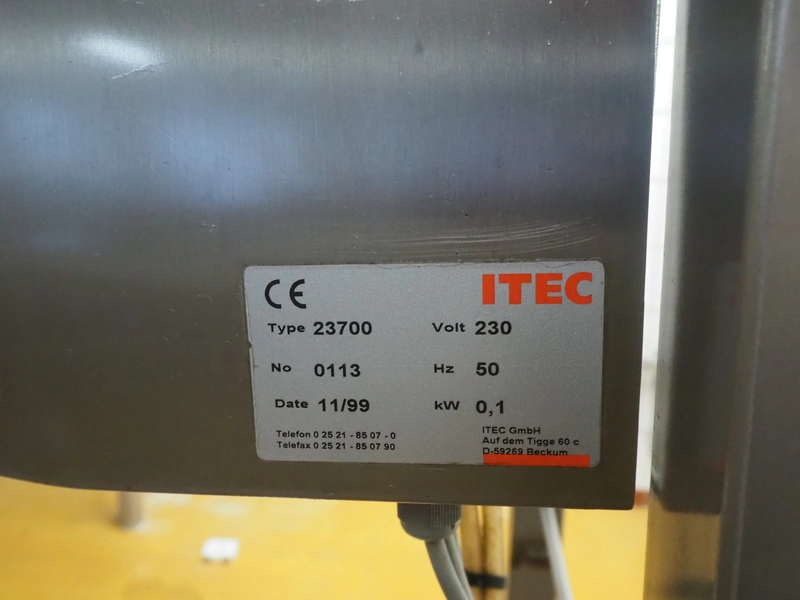 CE ITEC
Type 23700 Volt 230
No 0113 Hz 50
Date 11/99 kW 0,1
Telefon 0 25 21 - 85 07 - 0
Telefax 0 25 21 - 85 07 90
ITEC GmbH
Auf dem Tigge 60 c
D-59269 Beckum